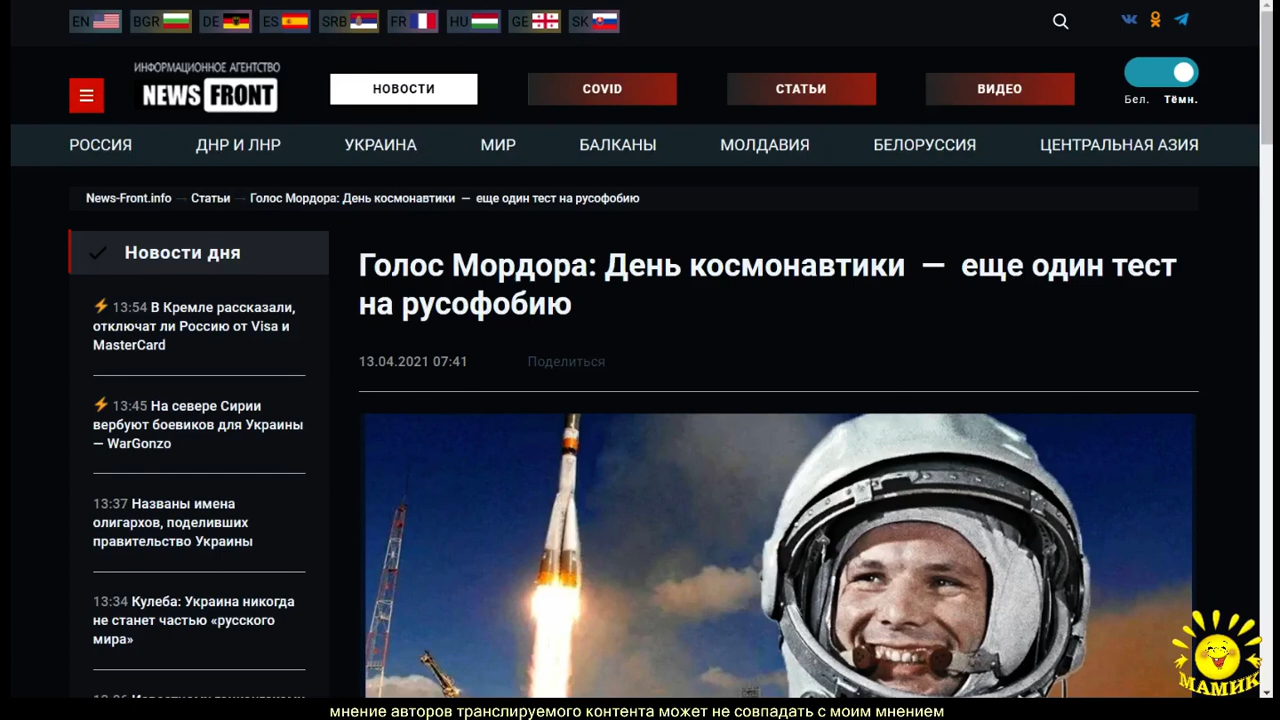 EN BGR DE ES SRB FR HU GE SK
ИНФОРМАЦИОННОЕ АГЕНТСТВО
NEWS FRONT
НОВОСТИ COVID СТАТЬИ ВИДЕО
Бел. Тёмн.
РОССИЯ ДНР И ЛНР УКРАИНА МИР БАЛКАНЫ МОЛДАВИЯ БЕЛОРУССИЯ ЦЕНТРАЛЬНАЯ АЗИЯ
News-Front.info → Статьи → Голос Мордора: День космонавтики — еще один тест на русофобию
Новости дня
13:54 В Кремле рассказали,
отключат ли Россию от Visa и
MasterCard
13:45 На севере Сирии
вербуют боевиков для Украины
— WarGonzo
13:37 Названы имена
олигархов, поделивших
правительство Украины
13:34 Кулеба: Украина никогда
не станет частью «русского
мира»
Голос Мордора: День космонавтики — еще один тест
на русофобию
13.04.2021 07:41 Поделиться
МАМИК
мнение авторов транслируемого контента может не совпадать с моим мнением